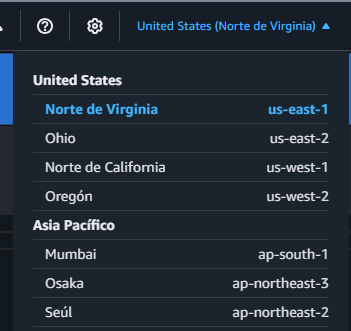 United States (Norte de Virginia)
United States
Norte de Virginia us-east-1
Ohio us-east-2
Norte de California us-west-1
Oregón us-west-2
Asia Pacífico
Mumbai ap-south-1
Osaka ap-northeast-3
Seúl ap-northeast-2